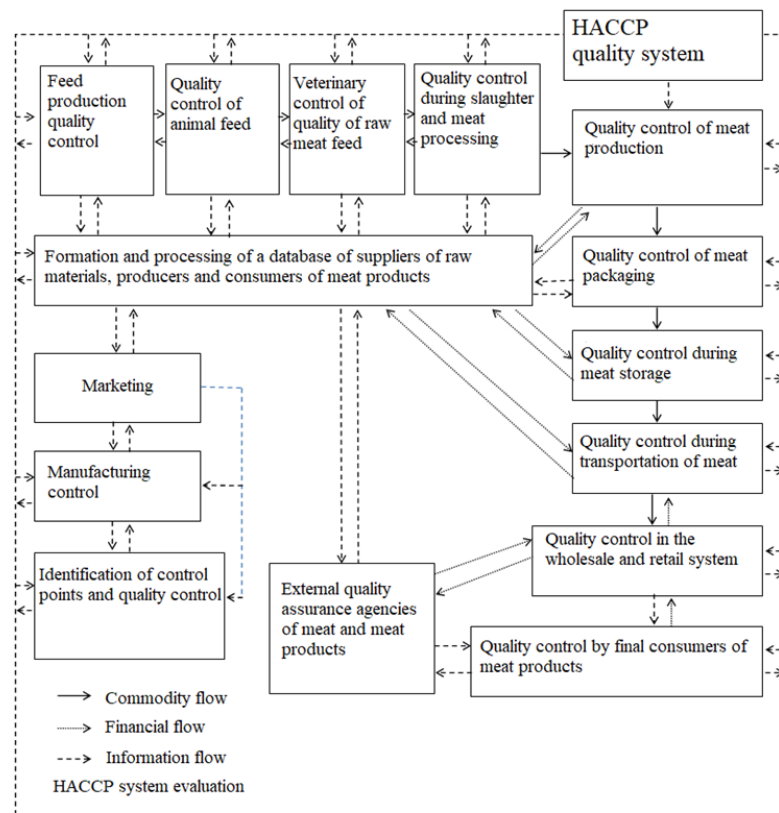 HACCP
quality system
Feed
production
quality
control
Quality
control of
animal feed
Veterinary
control of
quality of raw
meat feed
Quality control
during slaughter
and meat
processing
Quality control of meat
production
Formation and processing of a database of suppliers of raw
materials, producers and consumers of meat products
Quality control of meat
packaging
Quality control during
meat storage
Marketing
Quality control during
transportation of meat
Manufacturing
control
Quality control in the
wholesale and retail system
Identification of control
points and quality control
External quality
assurance agencies
of meat and meat
products
Quality control by final consumers of
meat products
Commodity flow
Financial flow
Information flow
HACCP system evaluation